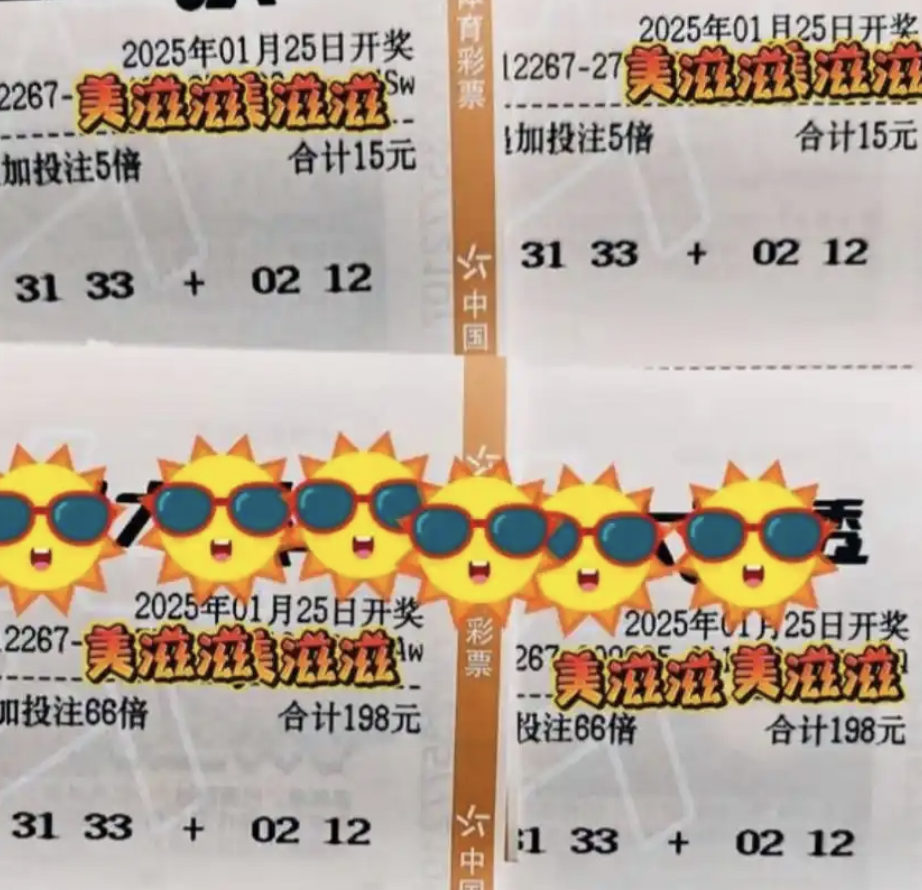 2025年01月25日开奖
2267-
美滋滋美滋滋
Sw
加投注5倍 合计15元
31 33 + 02 12
体育彩票
中国
2025年01月25日开奖
12267-27
美滋滋美滋滋
加投注5倍 合计15元
31 33 + 02 12
2025年01月25日开奖
2267-
美滋滋美滋滋
Aw
加投注66倍 合计198元
31 33 + 02 12
彩票
中国
透
2025年01月25日开奖
267-
美滋滋美滋滋
投注66倍 合计198元
31 33 + 02 12